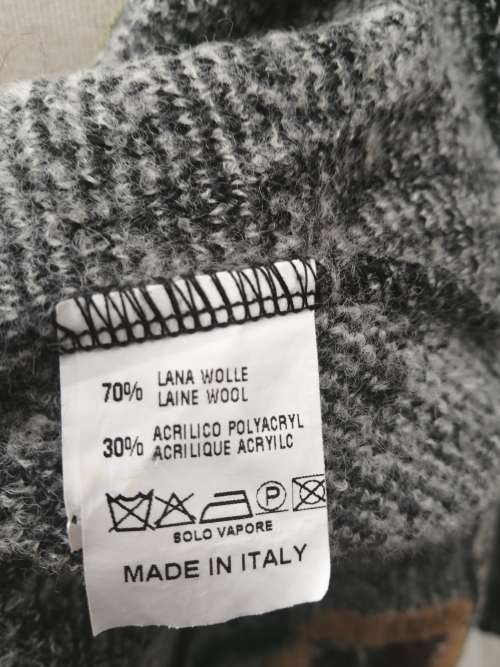 70% LANA WOLLE
LAINE WOOL
30% ACRILICO POLYACRYL
ACRILIQUE ACRYILC
P
SOLO VAPORE
MADE IN ITALY